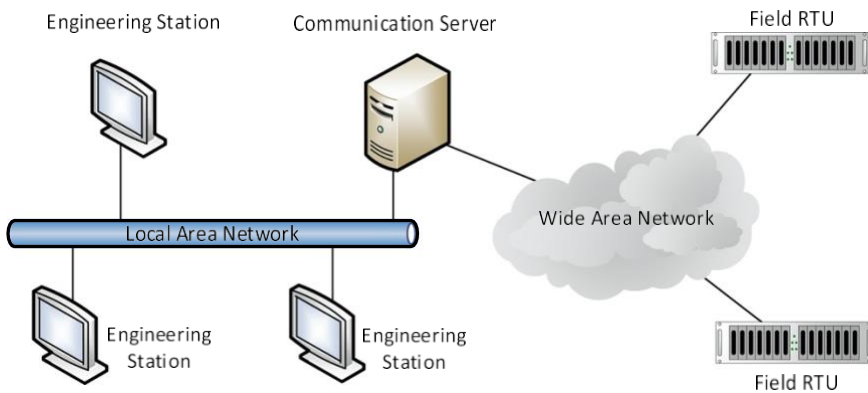 Engineering Station
Communication Server
Field RTU
Local Area Network
Wide Area Network
Engineering
Station
Engineering
Station
Field RTU